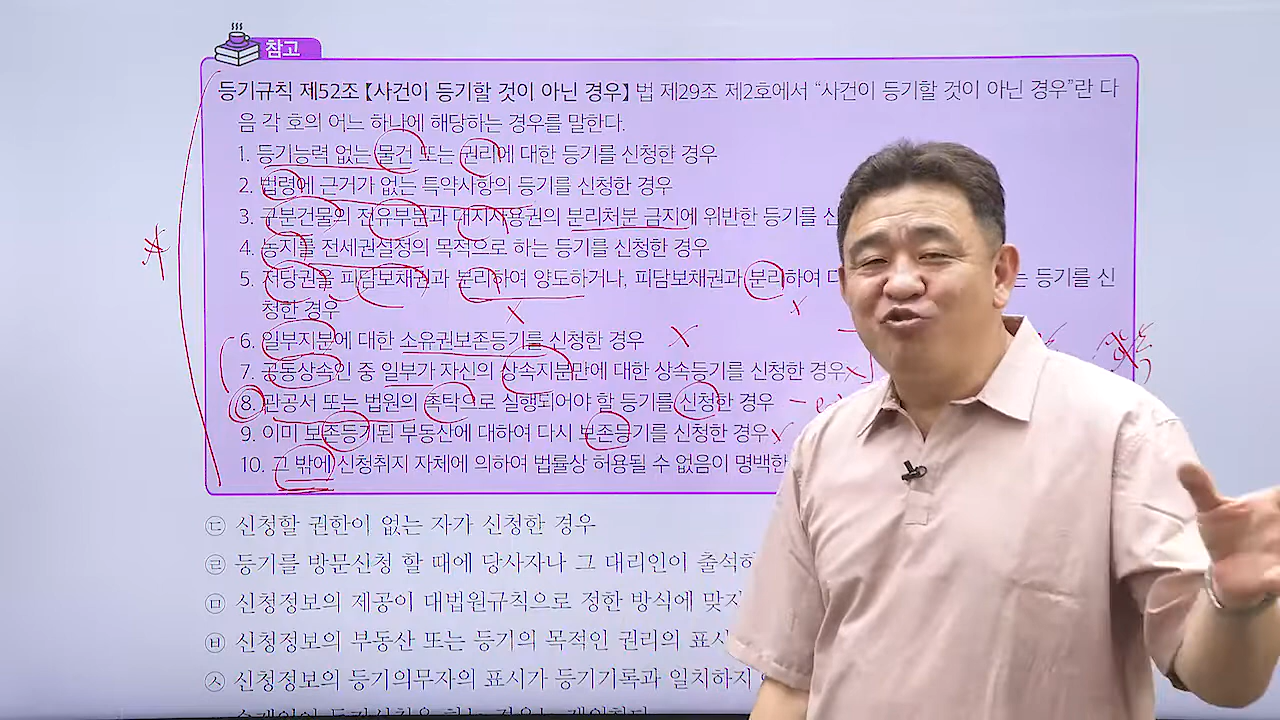 참고
등기규칙 제52조【사건이 등기할 것이 아닌 경우】 법 제29조 제2호에서 “사건이 등기할 것이 아닌 경우”란 다
음 각 호의 어느 하나에 해당하는 경우를 말한다.
1. 등기능력 없는 물건 또는 권리에 대한 등기를 신청한 경우
2. 법령에 근거가 없는 특약사항의 등기를 신청한 경우
3. 구분건물의 전유부분과 대지사용권의 분리처분 금지에 위반한 등기를
4. 농지를 전세권설정의 목적으로 하는 등기를 신청한 경우
5. 저당권을 피담보채권과 분리하여 양도하거나, 피담보채권과 분리하여 는 등기를 신
청한 경우
6. 일부지분에 대한 소유권보존등기를 신청한 경우
7. 공동상속인 중 일부가 자신의 상속지분만에 대한 상속등기를 신청한 경우
8. 관공서 또는 법원의 촉탁으로 실행되어야 할 등기를 신청한 경우
9. 이미 보존등기된 부동산에 대하여 다시 보존등기를 신청한 경우
10. 그 밖에 신청취지 자체에 의하여 법률상 허용될 수 없음이 명백한
㉢ 신청할 권한이 없는 자가 신청한 경우
㉣ 등기를 방문신청 할 때에 당사자나 그 대리인이
㉤ 신청정보의 제공이 대법원규칙으로 정한 방식에
㉥ 신청정보의 부동산 또는 등기의 목적인 권리의
㉦ 신청정보의 등기의무자의 표시가 등기기록과